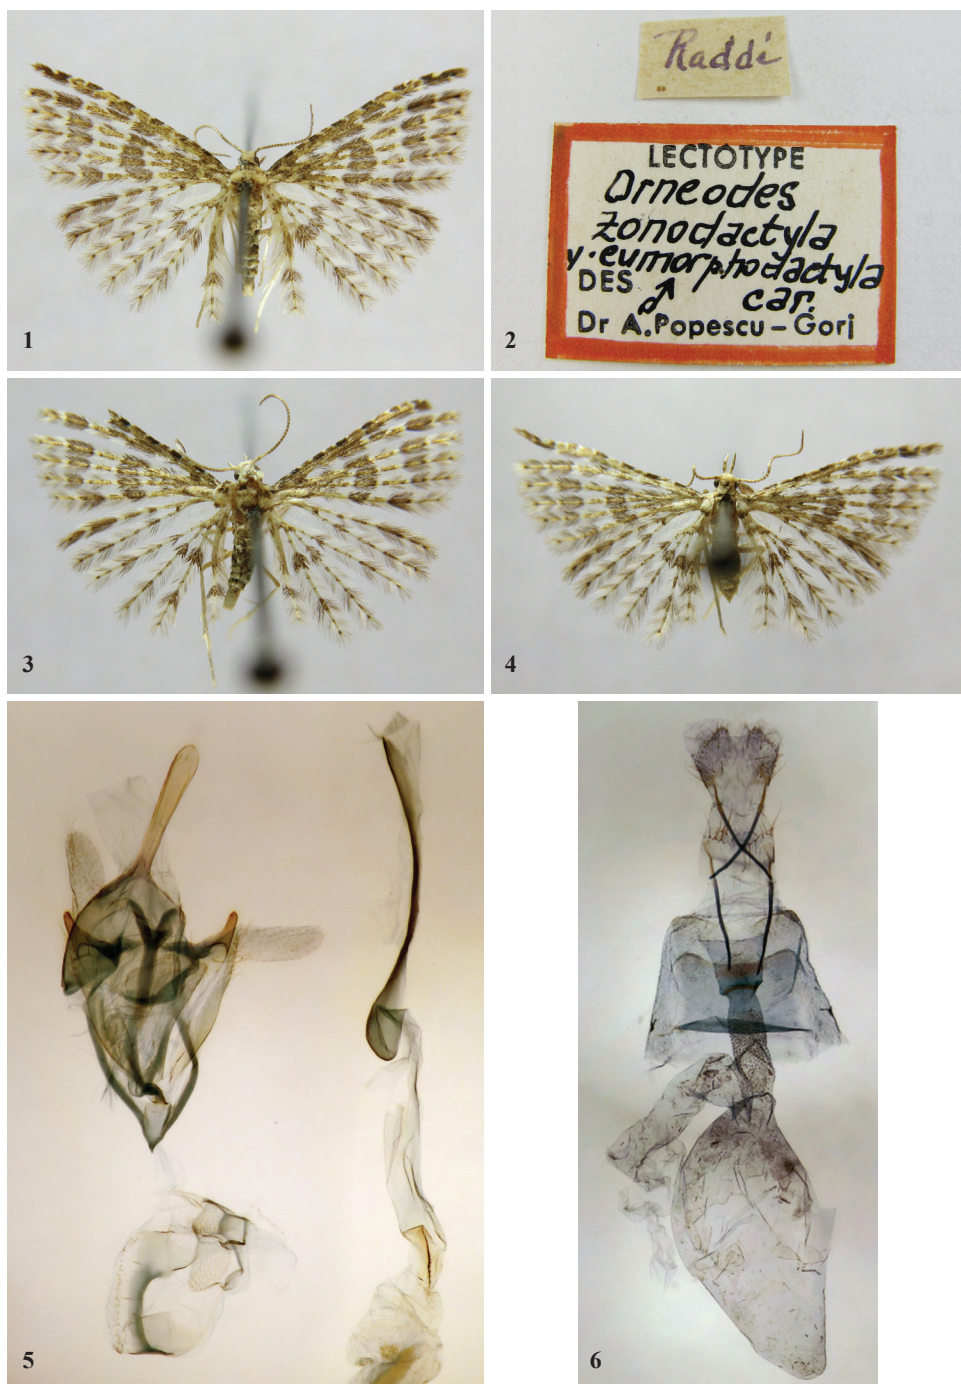 1
Raddi
LECTOTYPE
Orneodes
zonodactyla
v. eumorphodactyla
DES ♂ car.
Dr A. Popescu-Gorj
2
3
4
5
6